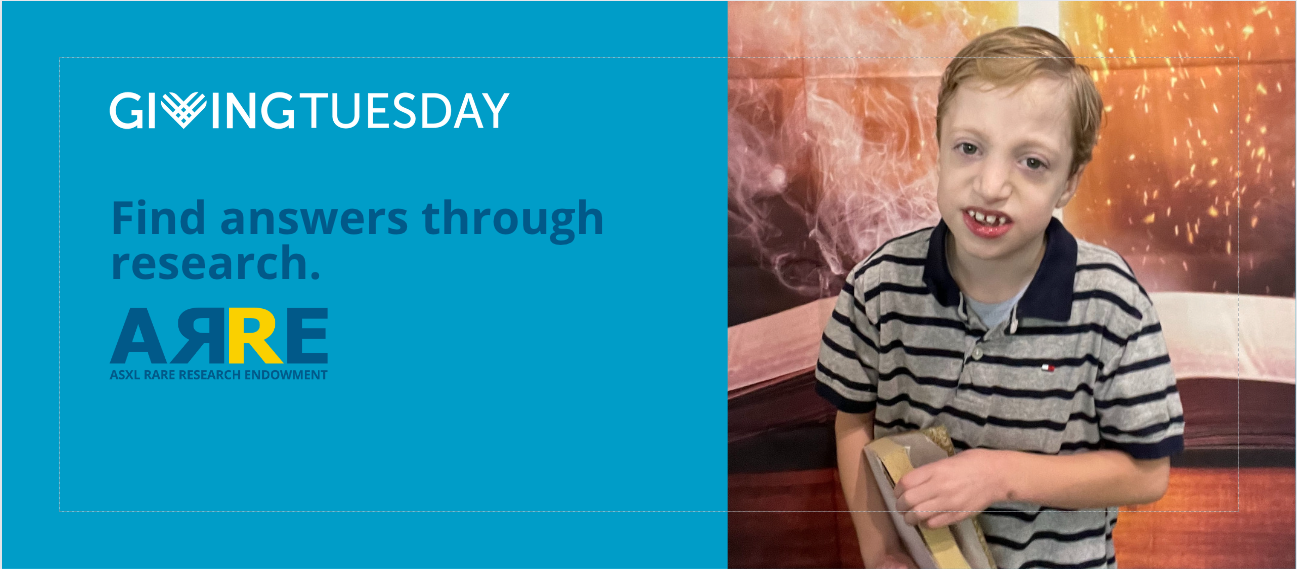 GIVINGTUESDAY
Find answers through
research.
ARRE
ASXL RARE RESEARCH ENDOWMENT